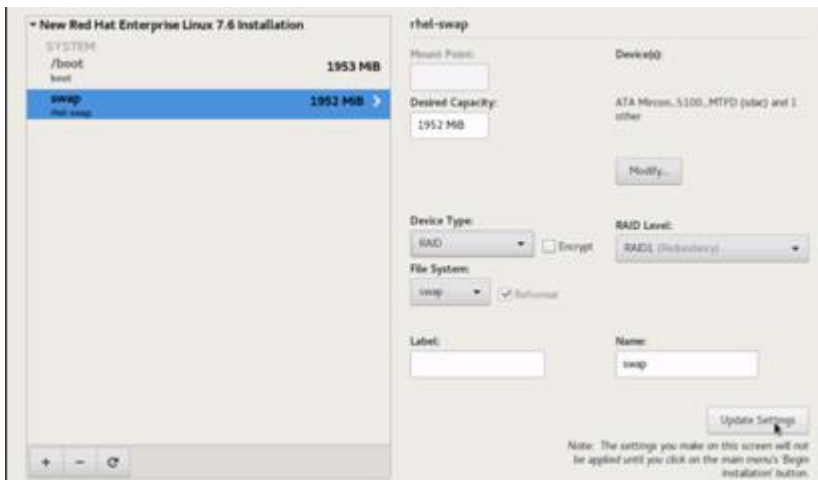 New Red Hat Enterprise Linux 7.6 Installation
SYSTEM
/boot
boot
1953 MiB
swap
rhel-swap
1952 MiB
+ -
rhel-swap
Mount Point:
Device(s):
Desired Capacity:
1952 MiB
ATA Micron_5100_MTFD (sdac) and 1
other
Modify...
Device Type:
RAID
Encrypt
RAID Level:
RAID1 (Redundancy)
File System:
swap
Reformat
Label:
Name:
swap
Update Settings
Note: The settings you make on this screen will not
be applied until you click on the main menu's 'Begin
Installation' button.